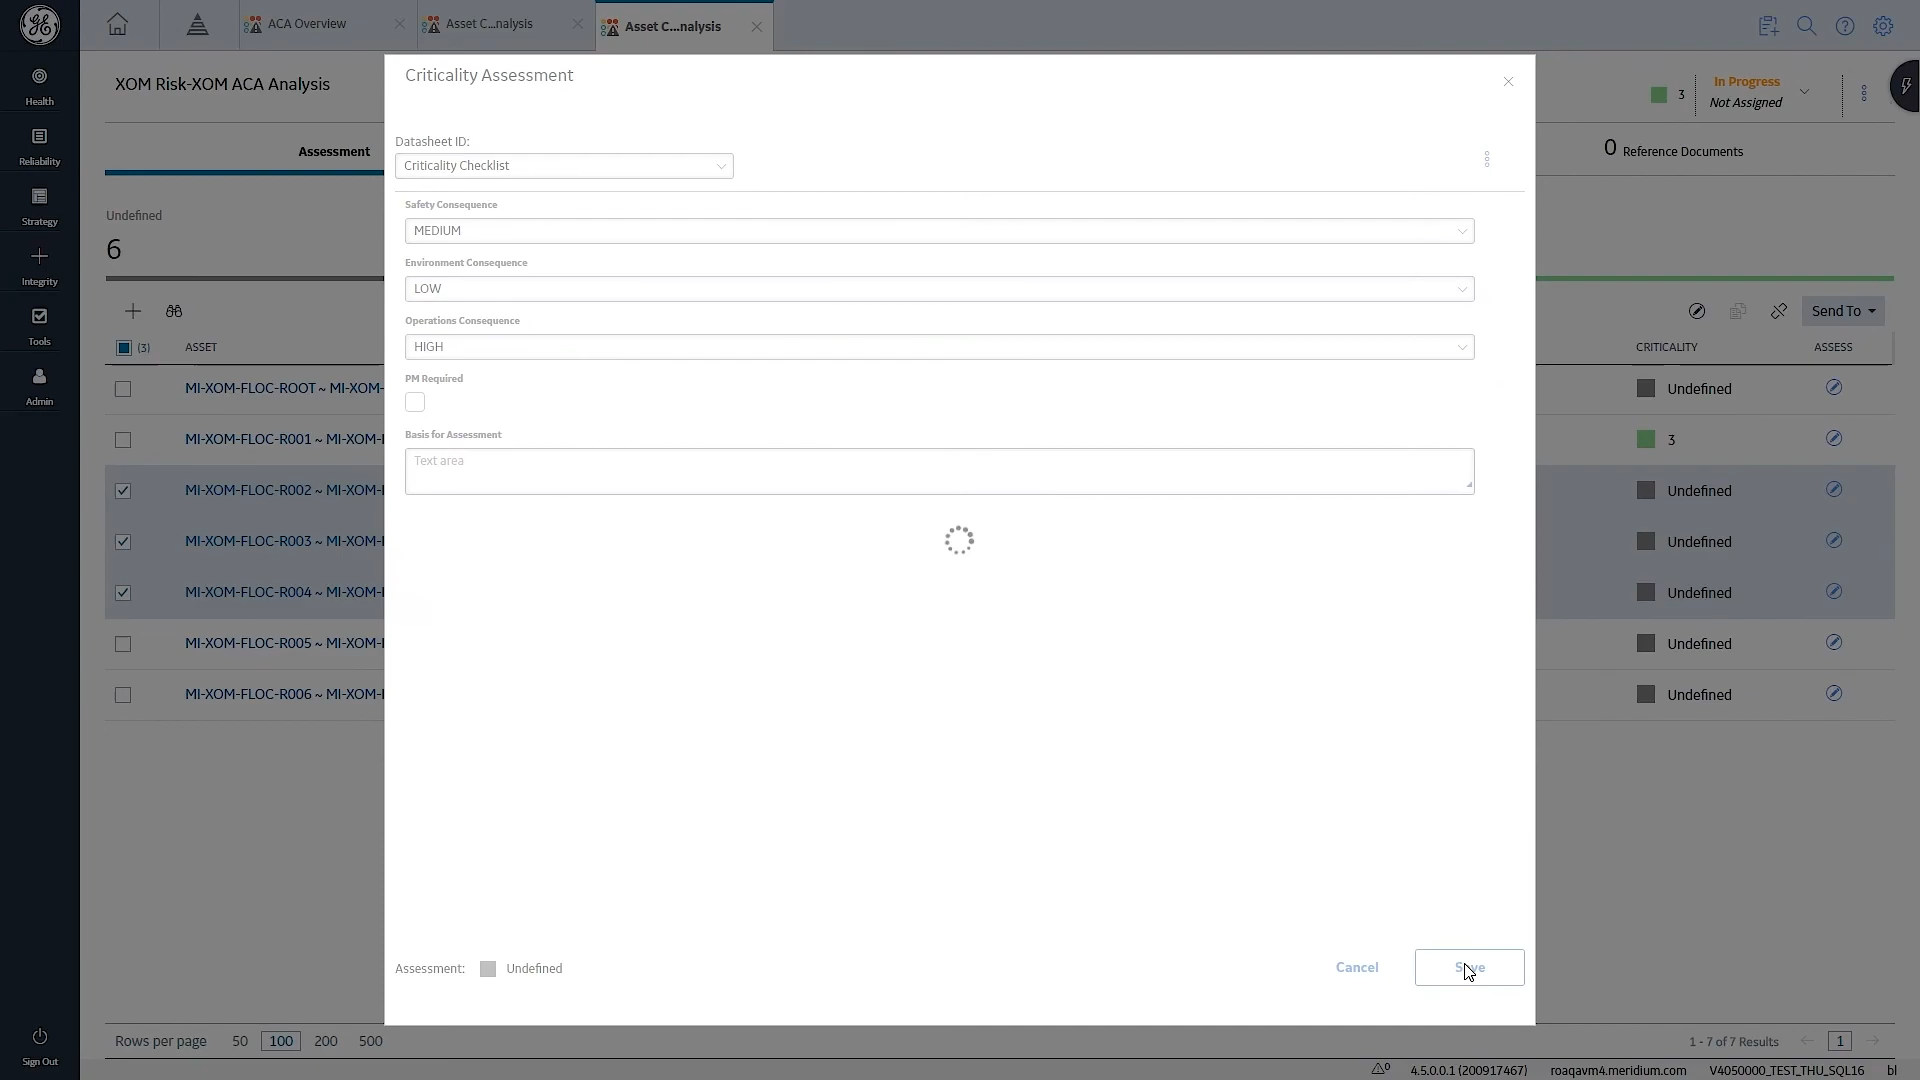 ACA Overview
Asset C...nalysis
Asset C...nalysis
Health
Reliability
Strategy
Integrity
Tools
Admin
Sign Out
XOM Risk-XOM ACA Analysis
3
In Progress
Not Assigned
Assessment
0 Reference Documents
Undefined
6
Send To
(3) ASSET
CRITICALITY ASSESS
MI-XOM-FLOC-ROOT ~ MI-XOM-
Undefined
MI-XOM-FLOC-R001 ~ MI-XOM-
3
MI-XOM-FLOC-R002 ~ MI-XOM-
Undefined
MI-XOM-FLOC-R003 ~ MI-XOM-
Undefined
MI-XOM-FLOC-R004 ~ MI-XOM-
Undefined
MI-XOM-FLOC-R005 ~ MI-XOM-
Undefined
MI-XOM-FLOC-R006 ~ MI-XOM-
Undefined
Criticality Assessment
Datasheet ID:
Criticality Checklist
Safety Consequence
MEDIUM
Environment Consequence
LOW
Operations Consequence
HIGH
PM Required
Basis for Assessment
Text area
Assessment: Undefined
Cancel
Save
Rows per page 50 100 200 500
1 - 7 of 7 Results 1
0 4.5.0.0.1 (200917467) roaqavm4.meridium.com V4050000_TEST_THU_SQL16 bl